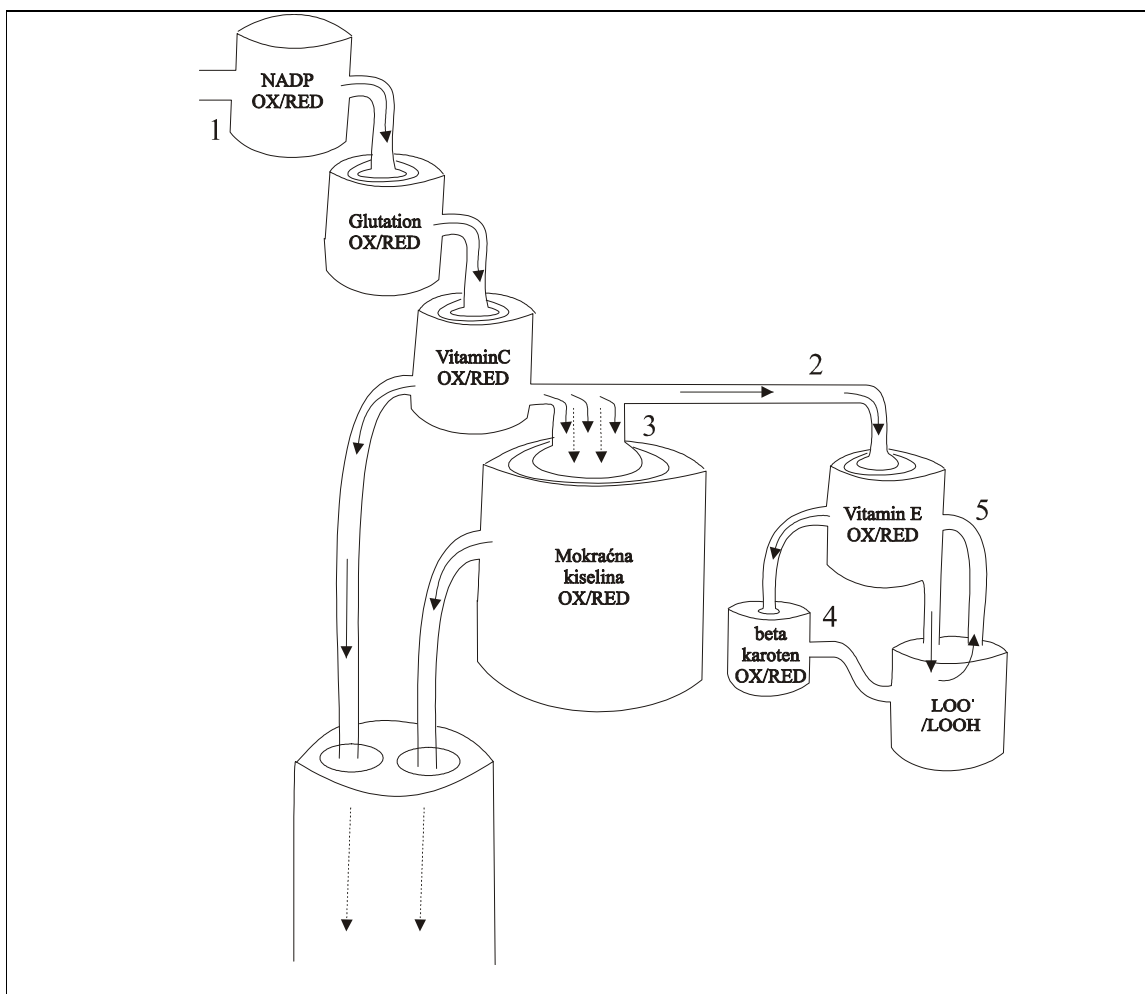 NADP
OX/RED
1
Glutation
OX/RED
VitaminC
OX/RED
2
3
Mokraćna
kiselina
OX/RED
Vitamin E
OX/RED
5
beta
karoten
OX/RED
4
LOO˙
/LOOH